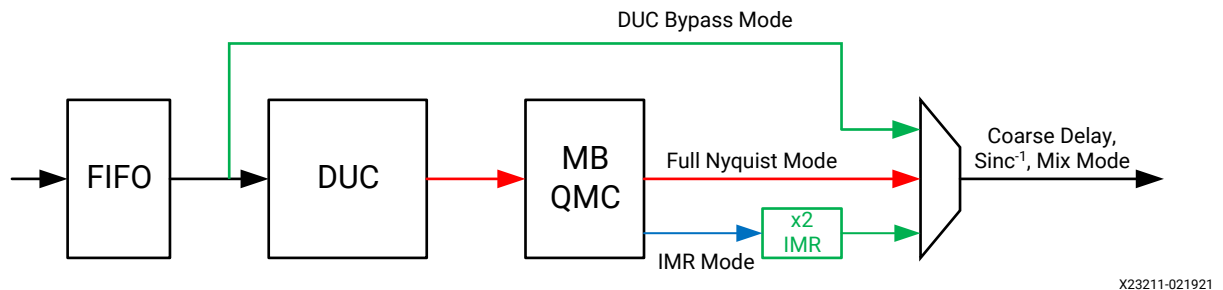 DUC Bypass Mode
FIFO
DUC
MB
QMC
Full Nyquist Mode
IMR Mode
x2
IMR
Coarse Delay,
Sinc⁻¹, Mix Mode
X23211-021921